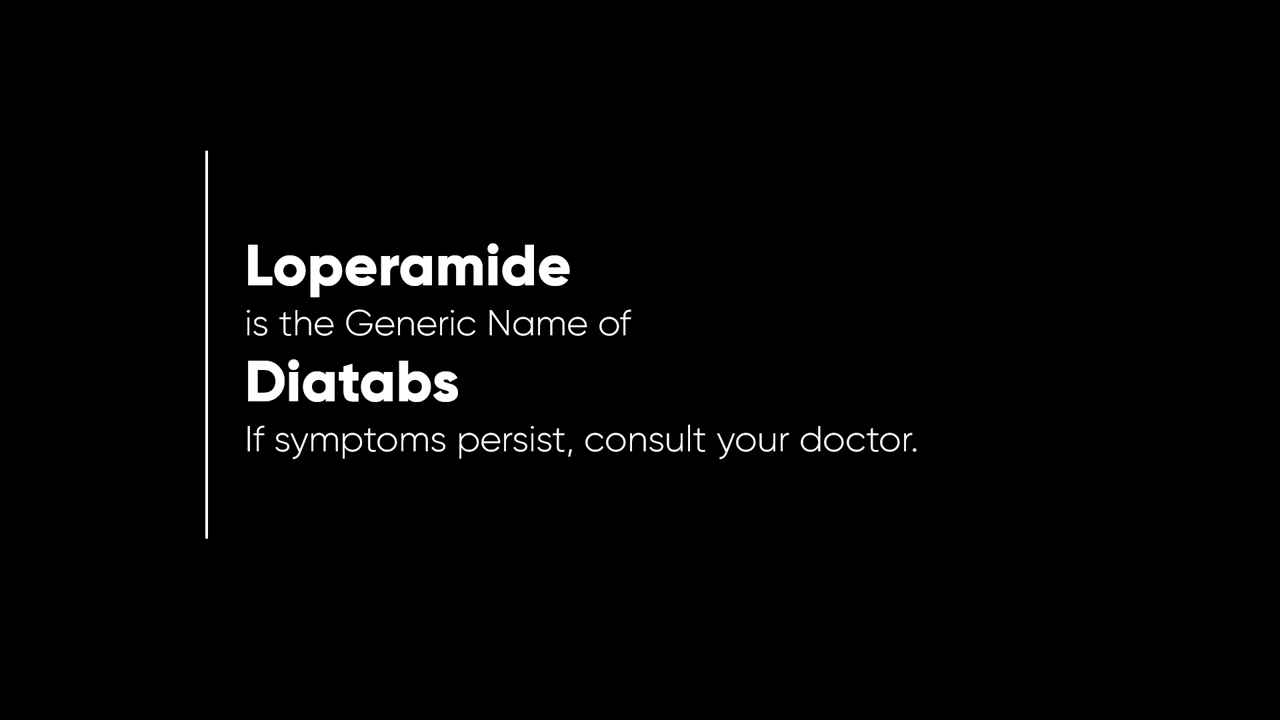 Loperamide
is the Generic Name of
Diatabs
If symptoms persist, consult your doctor.